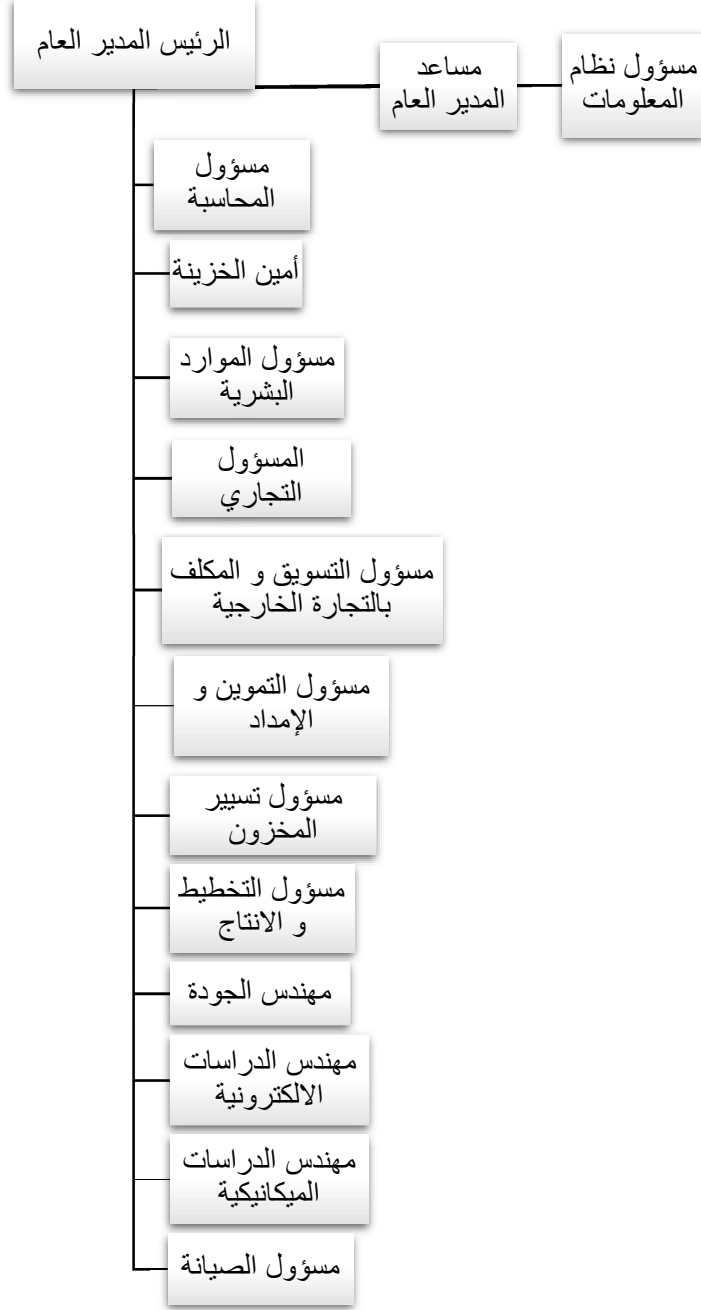 الرئيس المدير العام
مساعد
المدير العام
مسؤول نظام
المعلومات
مسؤول
المحاسبة
أمين الخزينة
مسؤول الموارد
البشرية
المسؤول
التجاري
مسؤول التسويق و المكلف
بالتجارة الخارجية
مسؤول التموين و
الإمداد
مسؤول تسيير
المخزون
مسؤول التخطيط
و الانتاج
مهندس الجودة
مهندس الدراسات
الالكترونية
مهندس الدراسات
الميكانيكية
مسؤول الصيانة